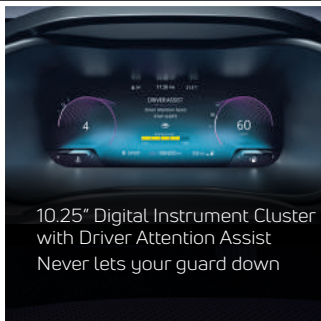 DRIVER ASSIST
4
60
10.25" Digital Instrument Cluster
with Driver Attention Assist
Never lets your guard down